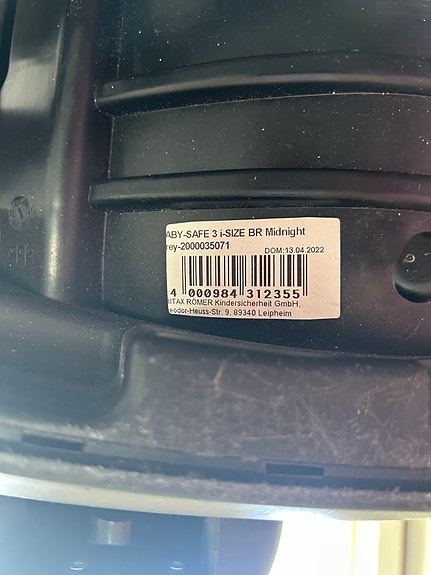 ABY-SAFE 3 i-SIZE BR Midnight
rey-2000035071
DOM:13.04.2022
4 000984 312355
ITAX RÖMER Kindersicherheit GmbH,
eodor-Heuss-Str. 9, 89340 Leipheim